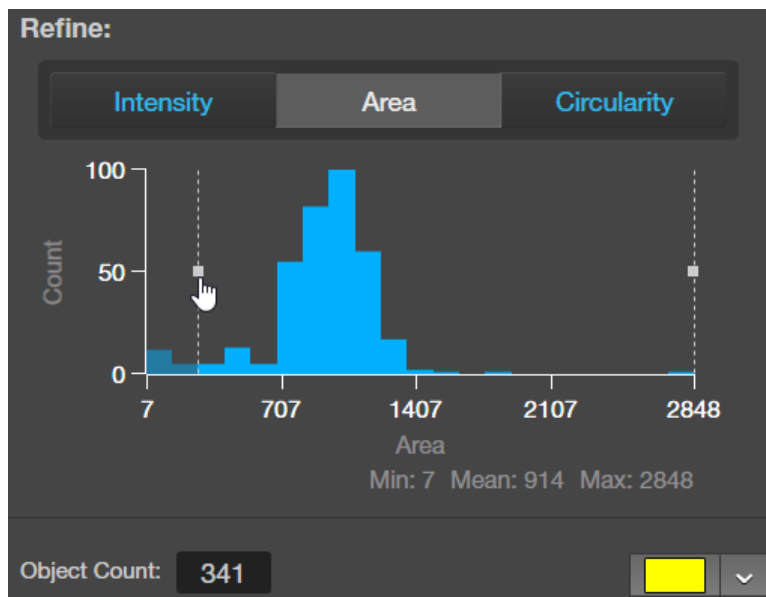 Refine:
Intensity Area Circularity
100
50
0
Count
7 707 1407 2107 2848
Area
Min: 7 Mean: 914 Max: 2848
Object Count: 341